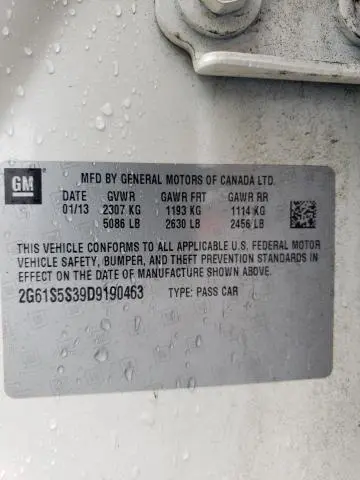 GM
MFD BY GENERAL MOTORS OF CANADA LTD.
DATE GVWR GAWR FRT GAWR RR
01/13 2307 KG 1193 KG 1114 KG
5086 LB 2630 LB 2456 LB
THIS VEHICLE CONFORMS TO ALL APPLICABLE U.S. FEDERAL MOTOR
VEHICLE SAFETY, BUMPER, AND THEFT PREVENTION STANDARDS IN
EFFECT ON THE DATE OF MANUFACTURE SHOWN ABOVE.
2G61S5S39D9190463 TYPE: PASS CAR